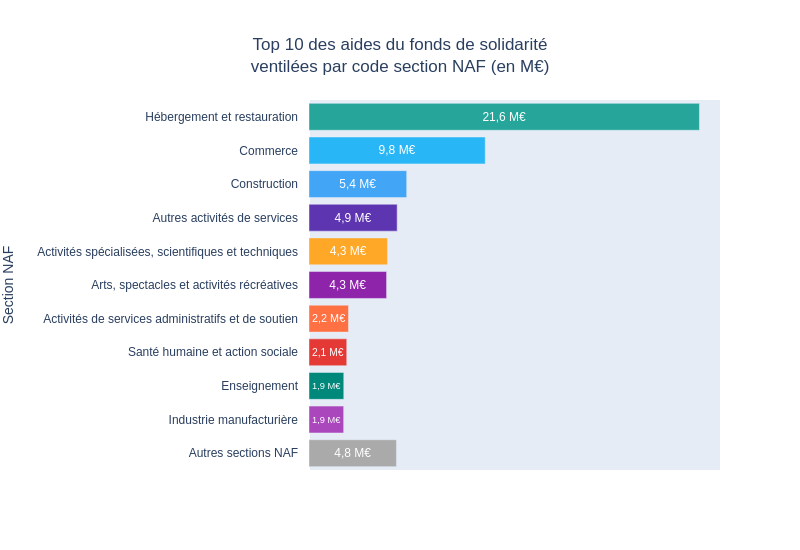 Top 10 des aides du fonds de solidarité
ventilées par code section NAF (en M€)
Section NAF
Hébergement et restauration 21,6 M€
Commerce 9,8 M€
Construction 5,4 M€
Autres activités de services 4,9 M€
Activités spécialisées, scientifiques et techniques 4,3 M€
Arts, spectacles et activités récréatives 4,3 M€
Activités de services administratifs et de soutien 2,2 M€
Santé humaine et action sociale 2,1 M€
Enseignement 1,9 M€
Industrie manufacturière 1,9 M€
Autres sections NAF 4,8 M€